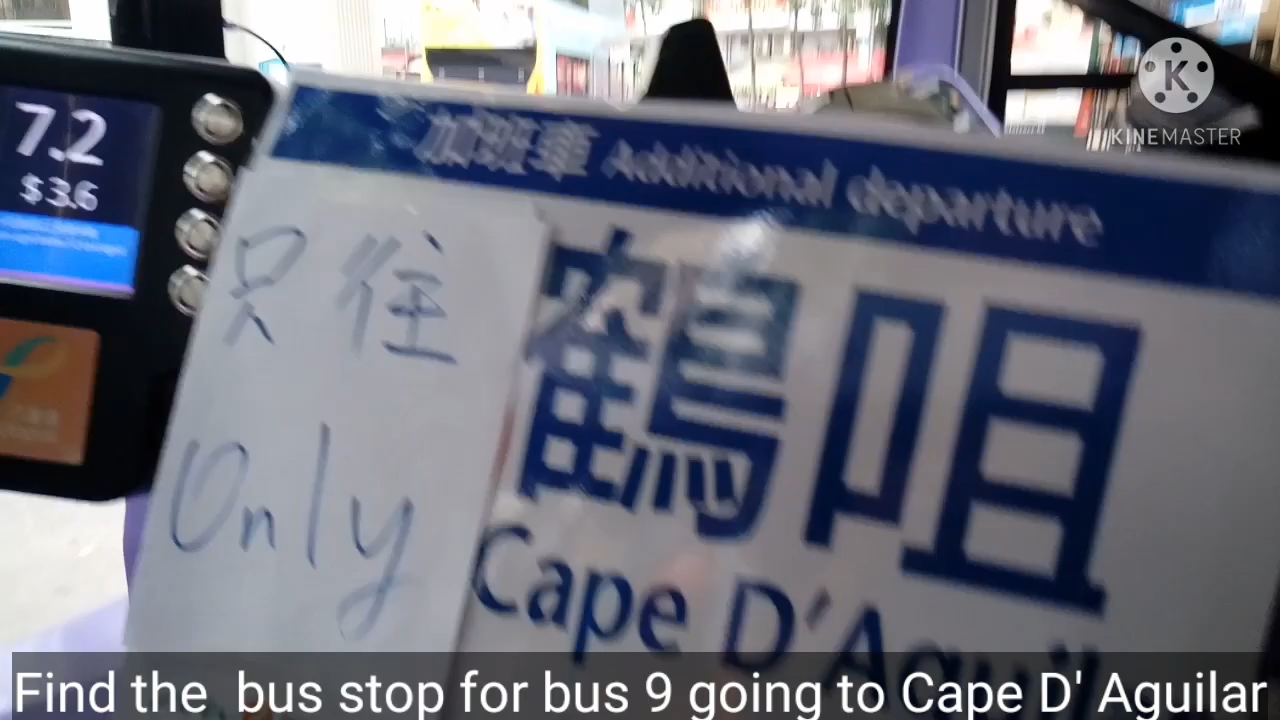 7.2
$3.6
加班車 Additional departure
只往
Only
鶴咀
Cape D'Aguil
KINEMASTER
Find the bus stop for bus 9 going to Cape D' Aguilar